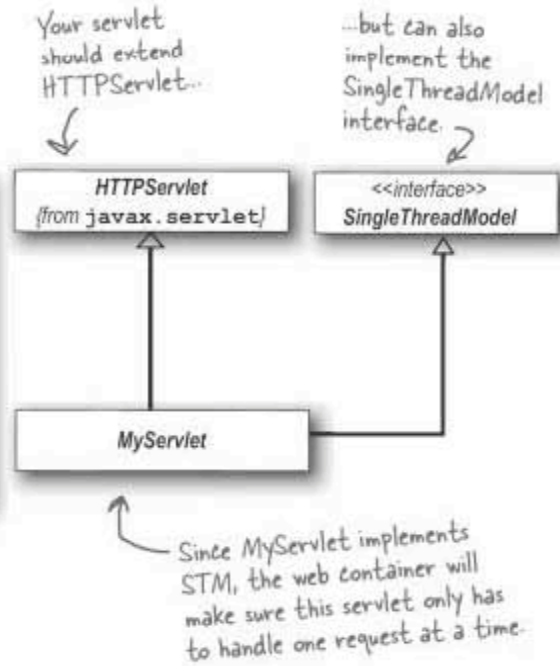 Your servlet
should extend
HTTPServlet...
...but can also
implement the
SingleThreadModel
interface.
HTTPServlet
{from javax.servlet}
<<interface>>
SingleThreadModel
MyServlet
Since MyServlet implements
STM, the web container will
make sure this servlet only has
to handle one request at a time.